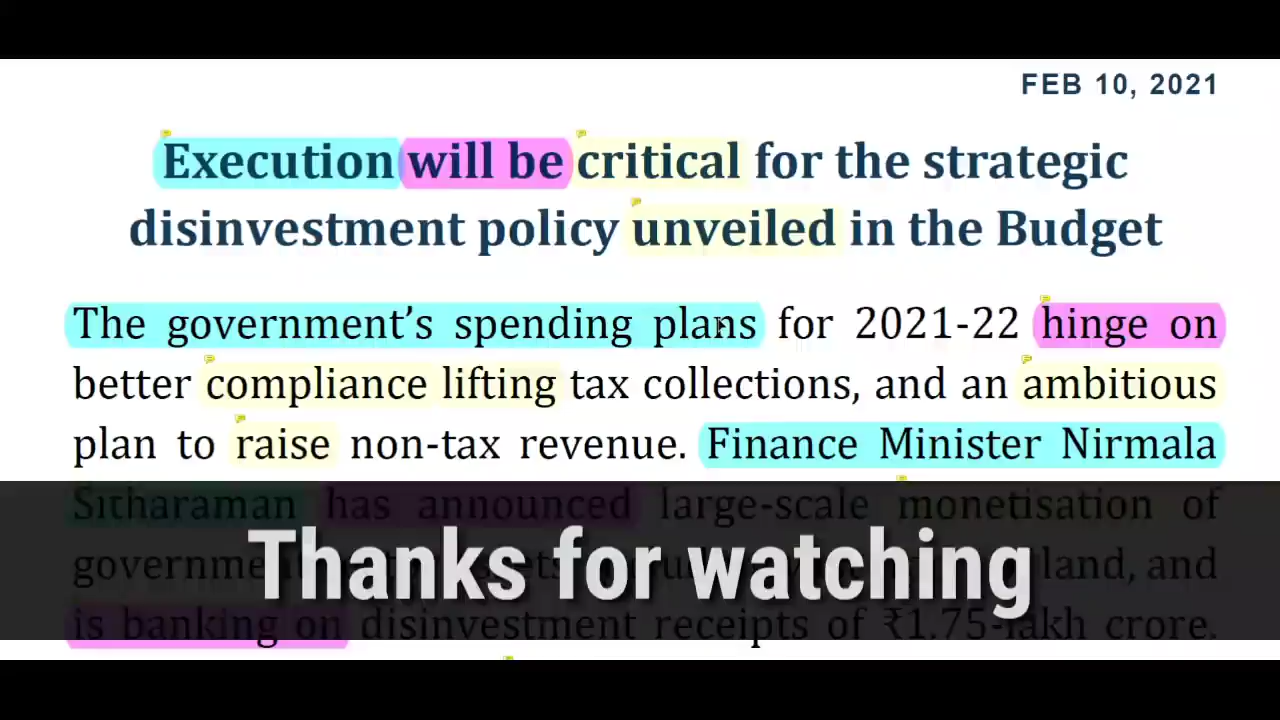 FEB 10, 2021
Execution will be critical for the strategic
disinvestment policy unveiled in the Budget
The government's spending plans for 2021-22 hinge on
better compliance lifting tax collections, and an ambitious
plan to raise non-tax revenue. Finance Minister Nirmala
Sitharaman has announced large-scale monetisation of
land, and
Thanks for watching
is banking on disinvestment receipts of ₹1.75-lakh crore.